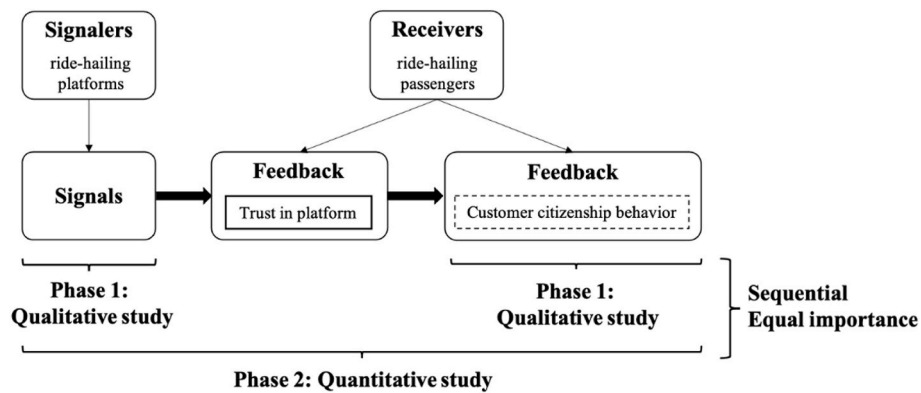 Signalers
ride-hailing
platforms
Receivers
ride-hailing
passengers
Signals
Feedback
Trust in platform
Feedback
Customer citizenship behavior
Phase 1:
Qualitative study
Phase 1:
Qualitative study
Sequential
Equal importance
Phase 2: Quantitative study